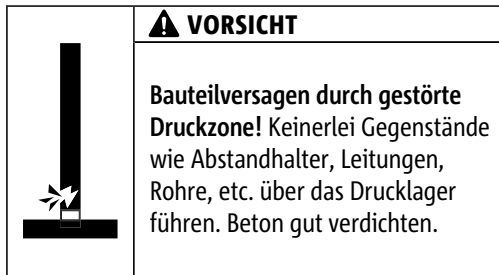 VORSICHT
Bauteilversagen durch gestörte
Druckzone! Keinerlei Gegenstände
wie Abstandhalter, Leitungen,
Rohre, etc. über das Drucklager
führen. Beton gut verdichten.